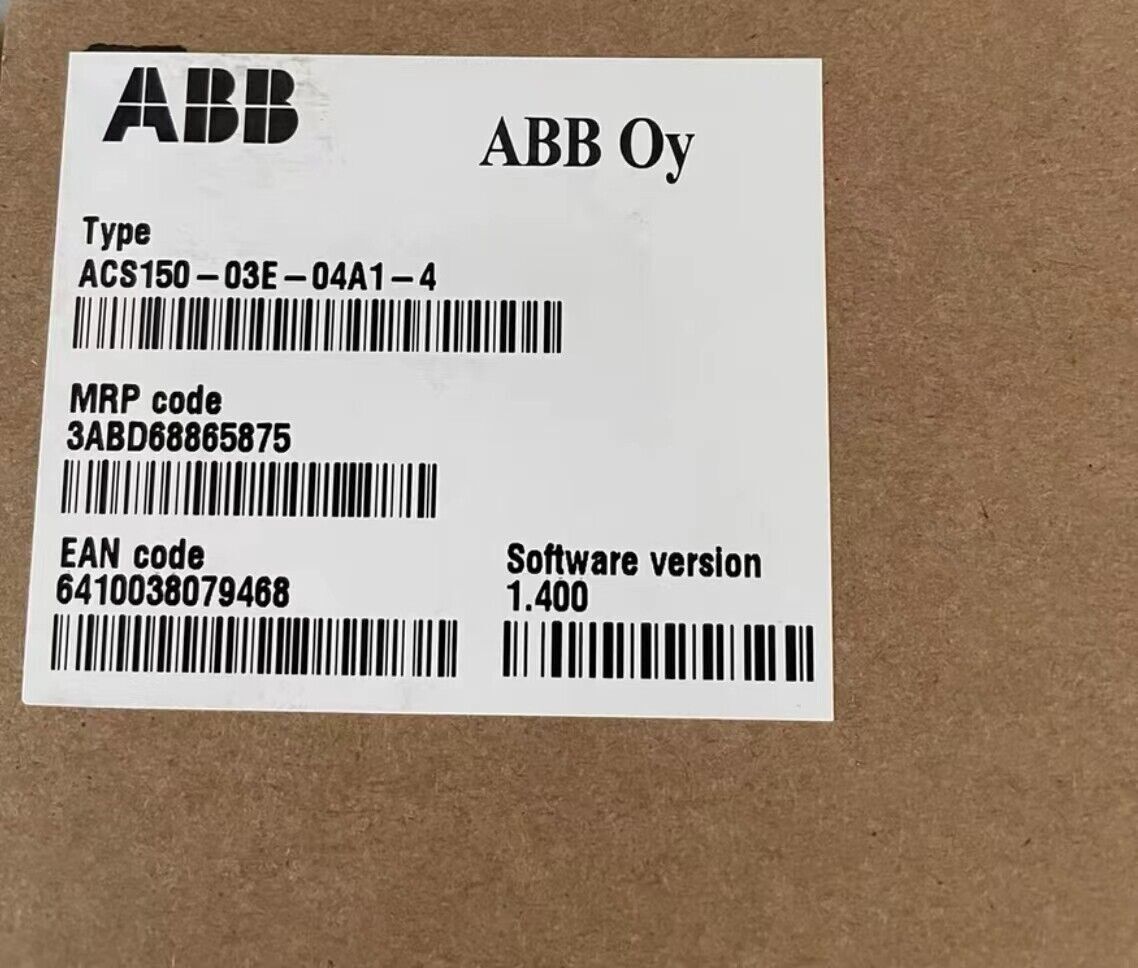 ABB
ABB Oy
Type
ACS150-03E-04A1-4
MRP code
3ABD68865875
EAN code
6410038079468
Software version
1.400